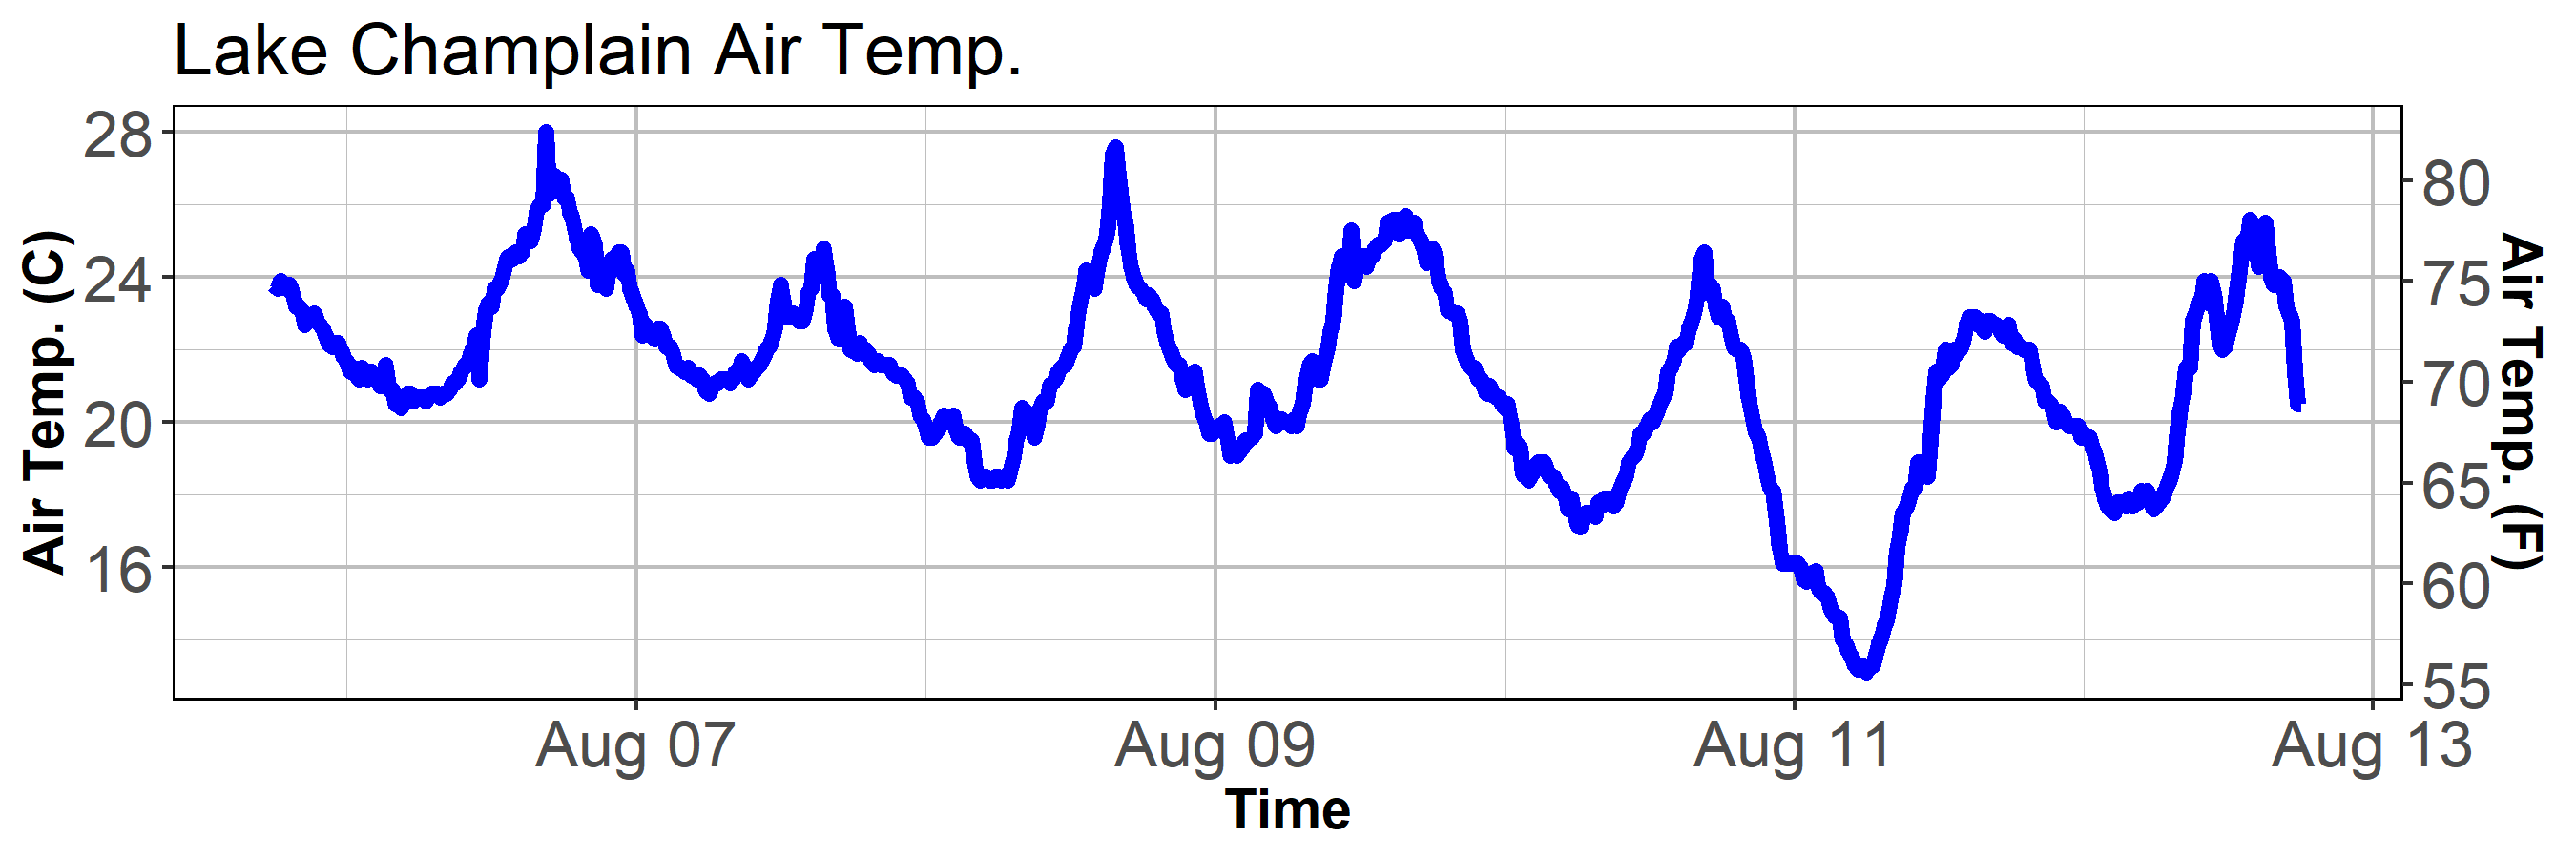 Lake Champlain Air Temp.
28
24
20
16
Air Temp. (C)
80
75
70
65
60
55
Air Temp. (F)
Aug 07
Aug 09
Aug 11
Aug 13
Time